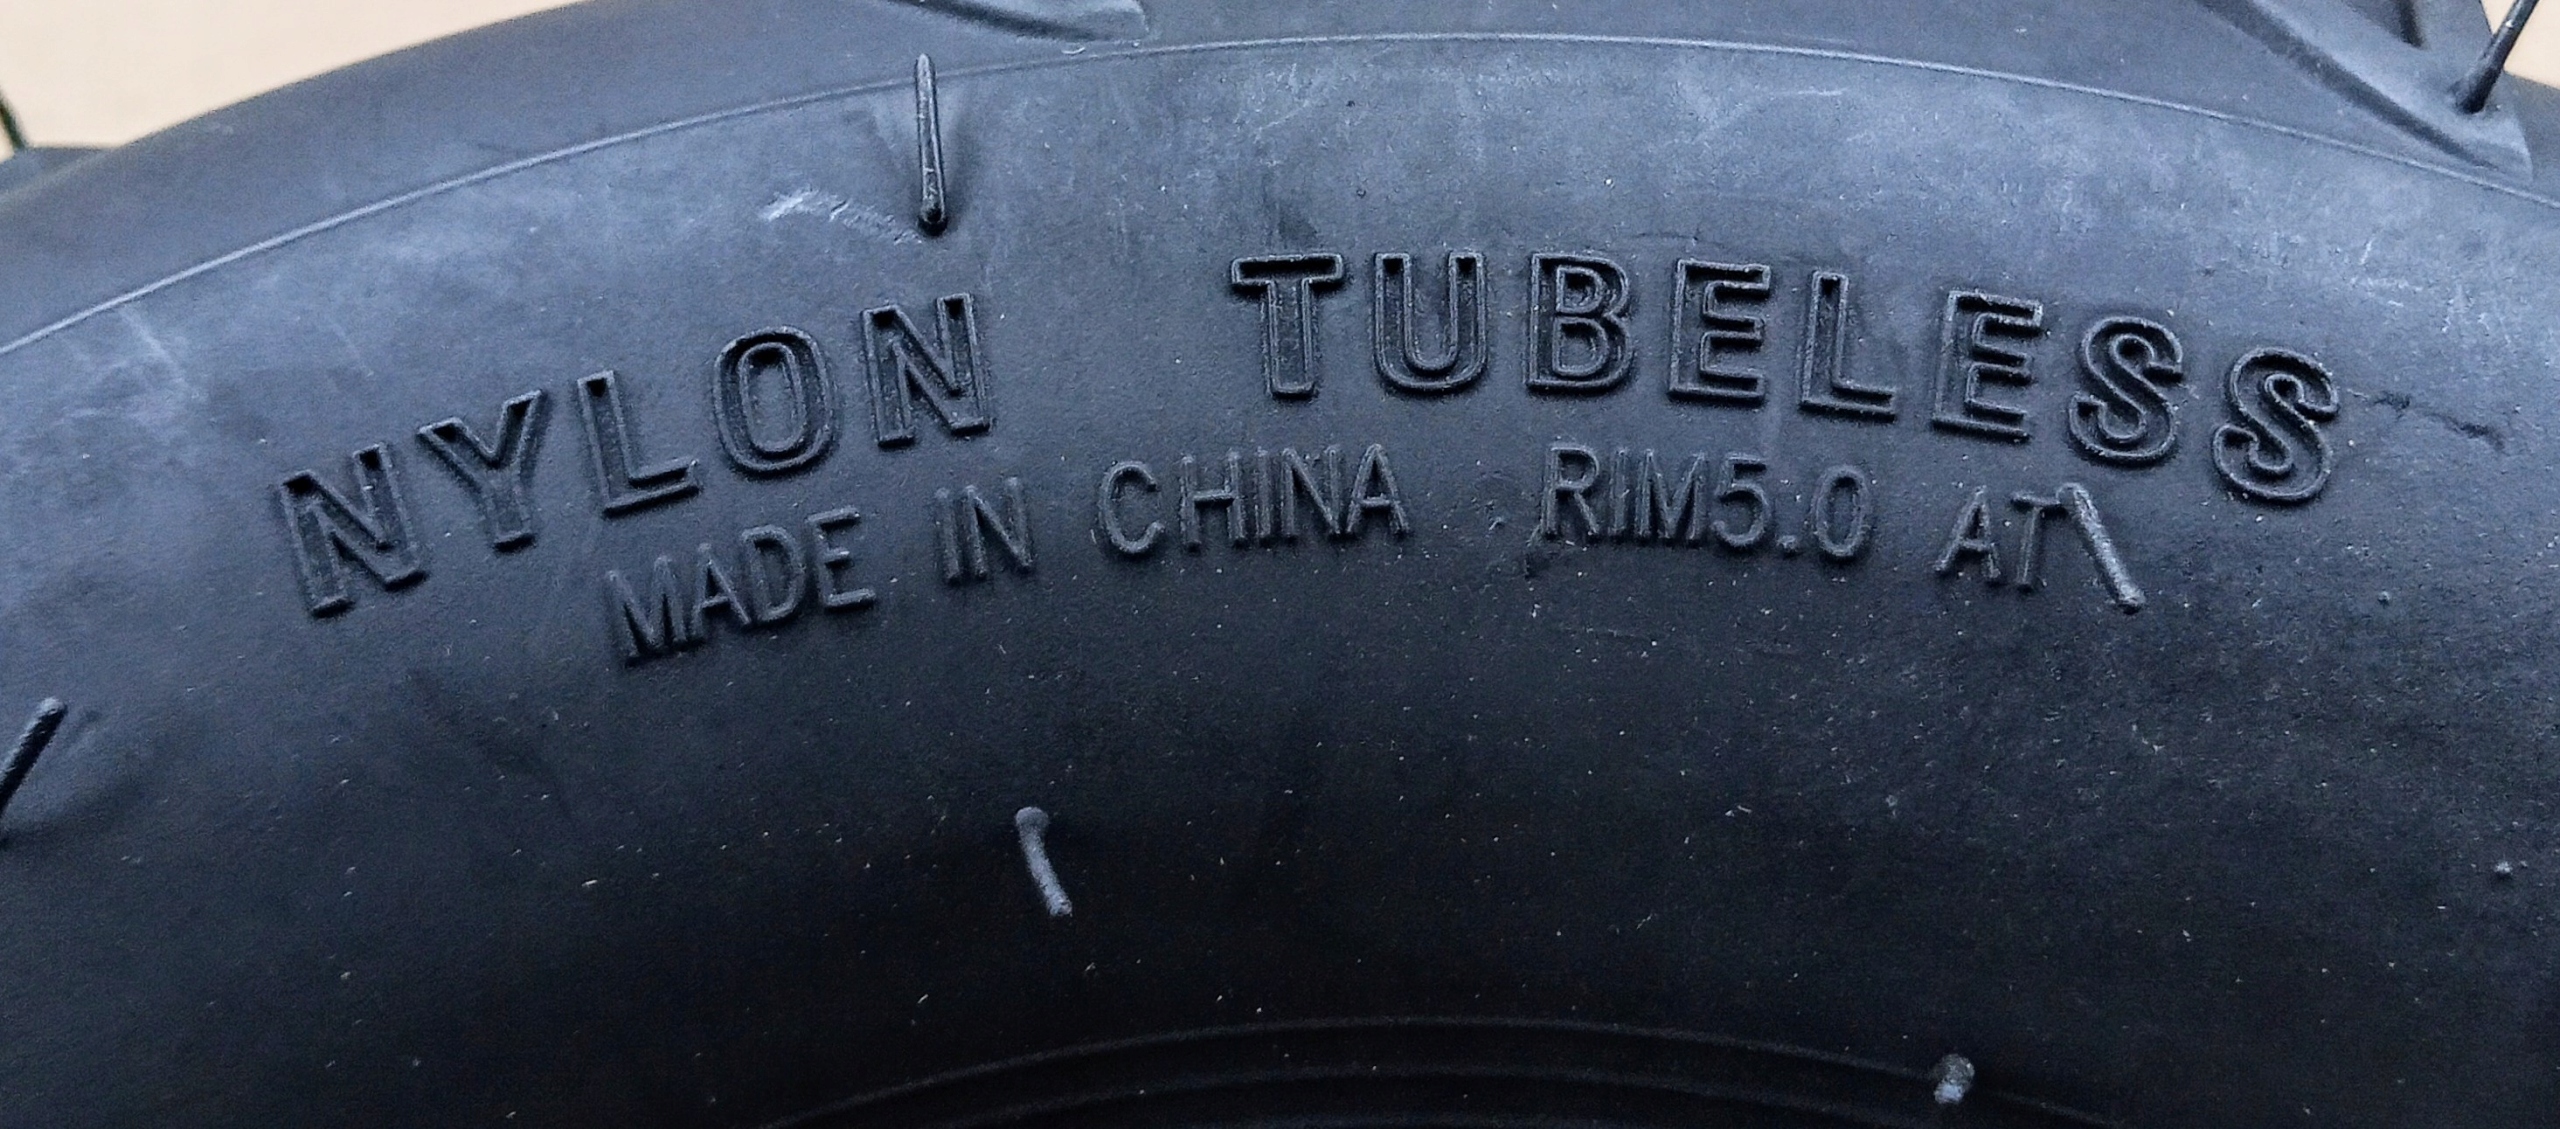 NYLON TUBELESS
MADE IN CHINA RIM5.0 AT